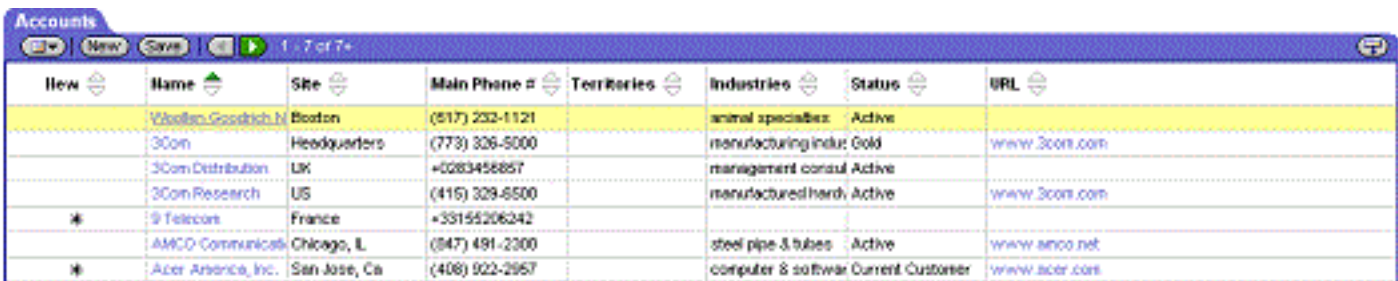 Accounts
New Save 1 - 7 of 7+
New Name Site Main Phone # Territories Industries Status URL
Woollen Goodrich N Boston (617) 232-1121 animal specialties Active
3Com Headquarters (773) 326-5000 manufacturing indus Gold www.3com.com
3Com Distribution UK +0283456857 management consul Active
3Com Research US (415) 329-6500 manufactured hardv Active www.3com.com
* 9 Telecom France +33155206242
AMCO Communicati Chicago, IL (847) 491-2300 steel pipe & tubes Active www.amco.net
* Acer America, Inc. San Jose, Ca (408) 922-2957 computer & softwar Current Customer www.acer.com